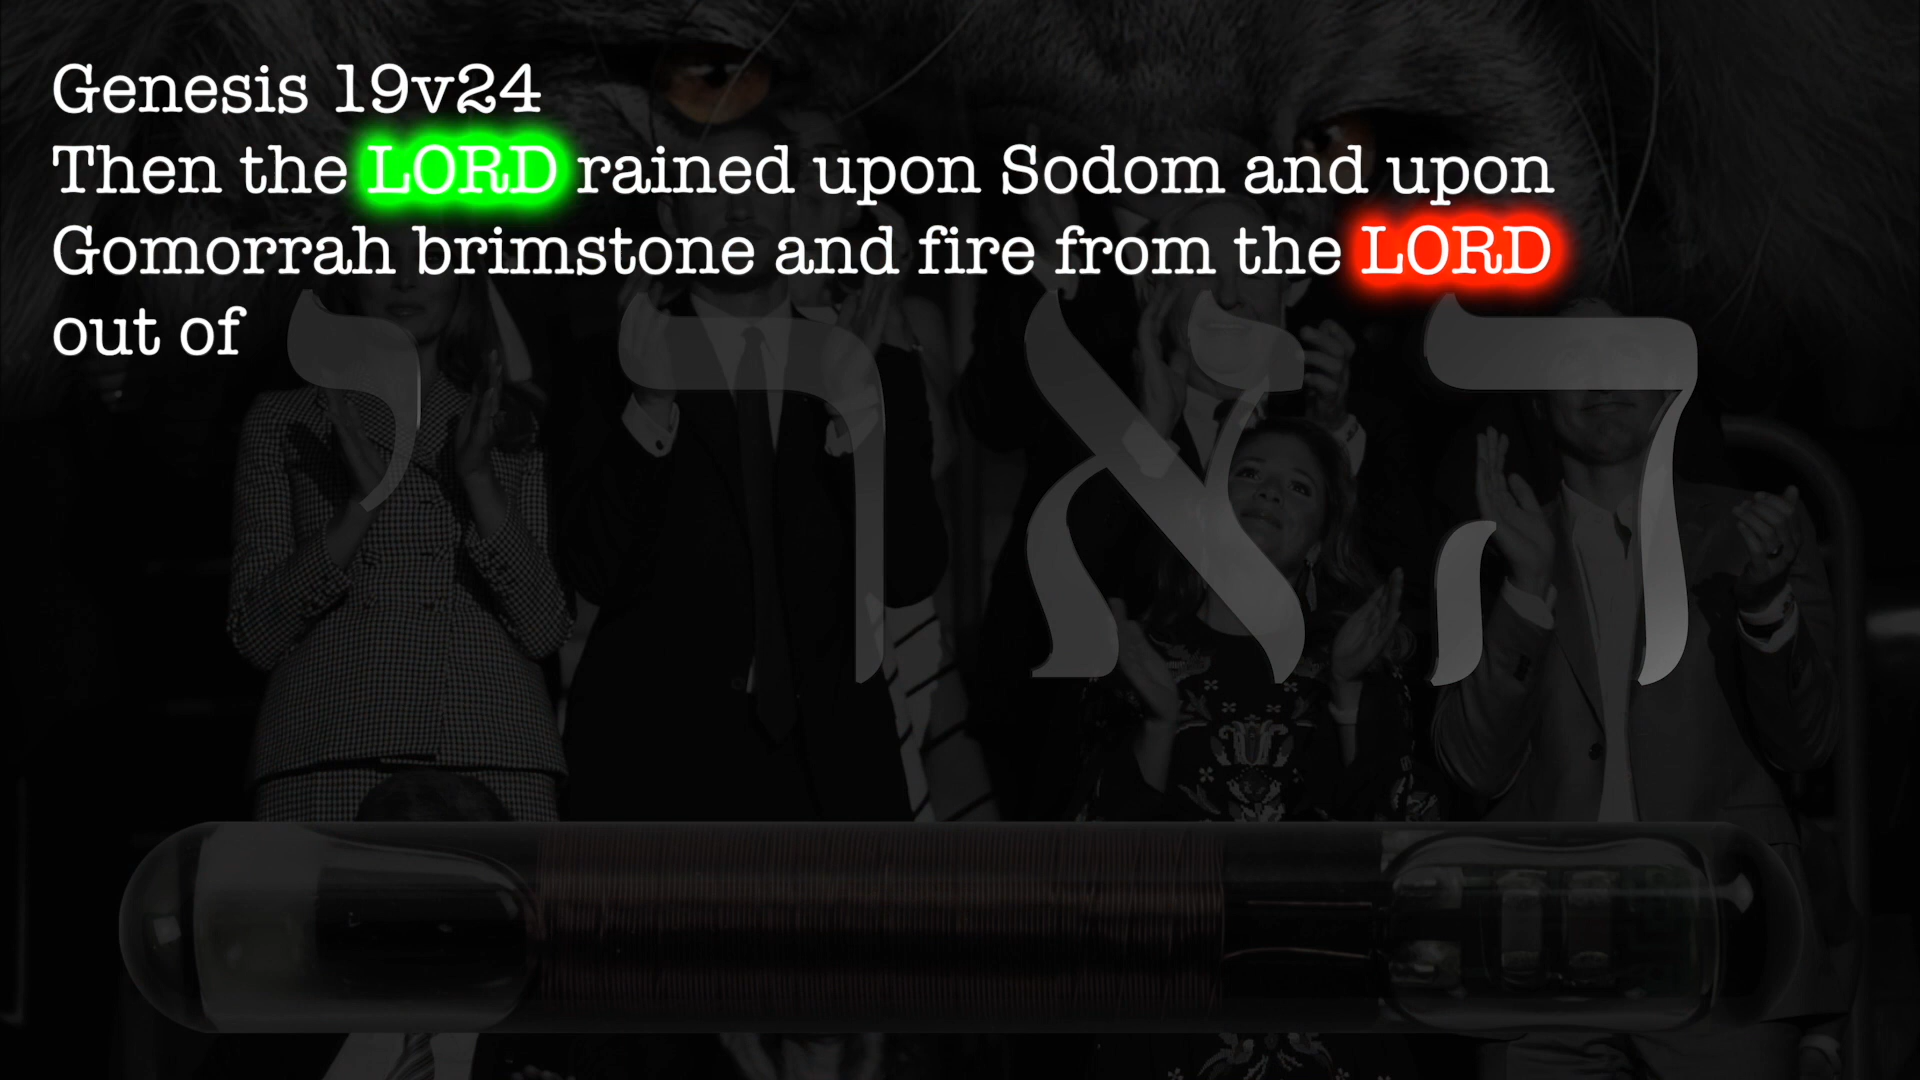 Genesis 19v24
Then the LORD rained upon Sodom and upon
Gomorrah brimstone and fire from the LORD
out of
הארי